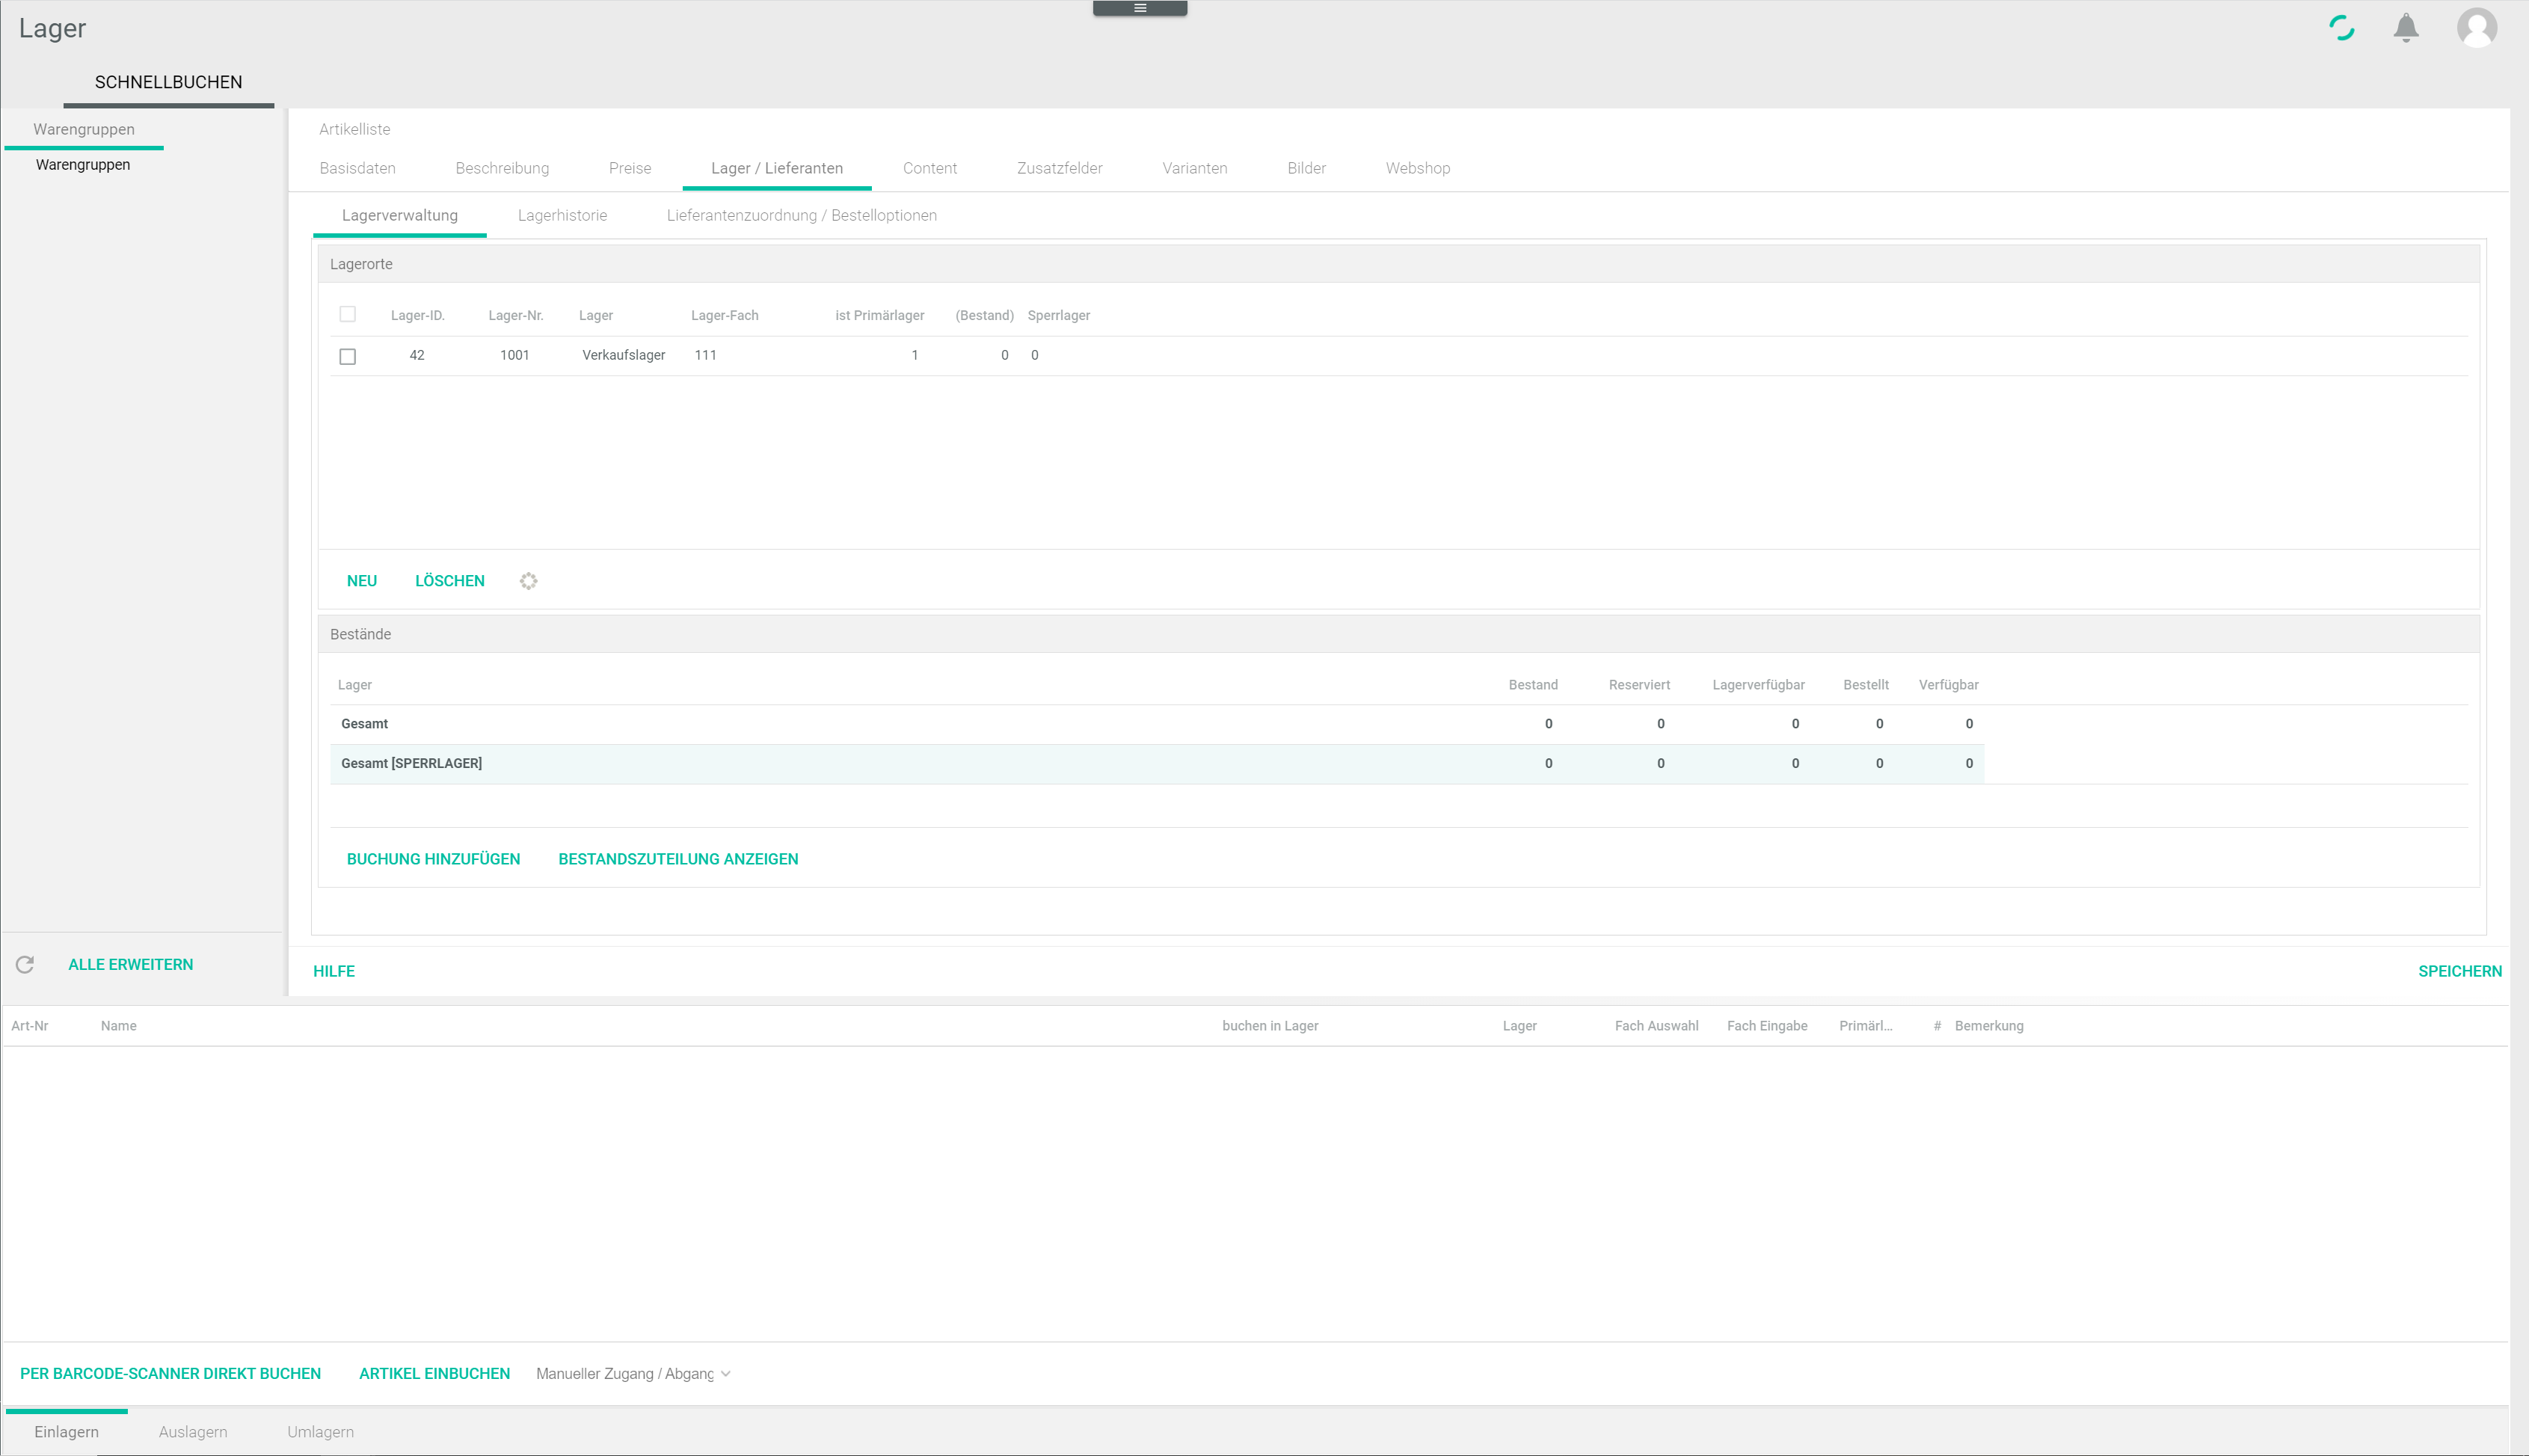 Lager
SCHNELLBUCHEN
Warengruppen
Warengruppen
Artikelliste
Basisdaten Beschreibung Preise Lager / Lieferanten Content Zusatzfelder Varianten Bilder Webshop
Lagerverwaltung Lagerhistorie Lieferantenzuordnung / Bestelloptionen
Lagerorte
Lager-ID. Lager-Nr. Lager Lager-Fach ist Primärlager (Bestand) Sperrlager
42 1001 Verkaufslager 111 1 0 0
NEU LÖSCHEN
Bestände
Lager Bestand Reserviert Lagerverfügbar Bestellt Verfügbar
Gesamt 0 0 0 0 0
Gesamt [SPERRLAGER] 0 0 0 0 0
BUCHUNG HINZUFÜGEN BESTANDSZUTEILUNG ANZEIGEN
ALLE ERWEITERN
HILFE SPEICHERN
Art-Nr Name buchen in Lager Lager Fach Auswahl Fach Eingabe Primärl... # Bemerkung
PER BARCODE-SCANNER DIREKT BUCHEN ARTIKEL EINBUCHEN Manueller Zugang / Abgang
Einlagern Auslagern Umlagern